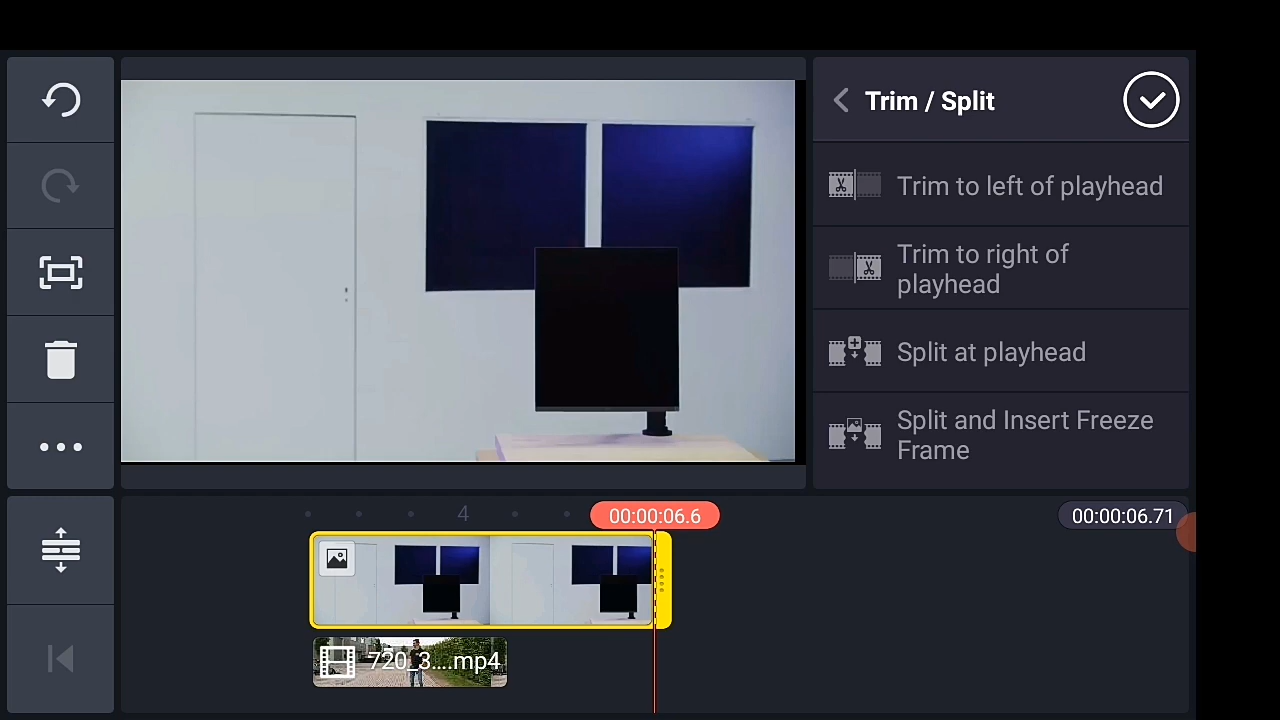 Trim / Split
Trim to left of playhead
Trim to right of
playhead
Split at playhead
Split and Insert Freeze
Frame
4
00:00:06.6
00:00:06.71
720_3....mp4